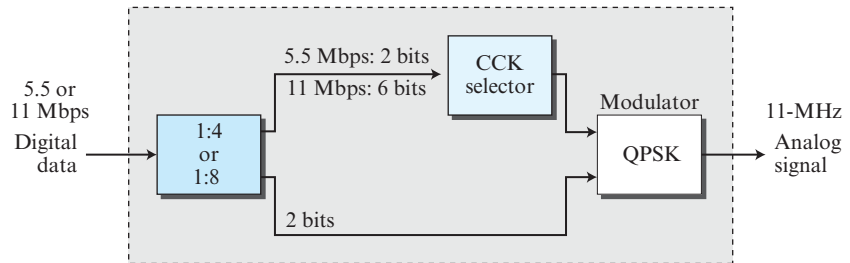 5.5 or
11 Mbps
Digital
data
1:4
or
1:8
5.5 Mbps: 2 bits
11 Mbps: 6 bits
2 bits
CCK
selector
Modulator
QPSK
11-MHz
Analog
signal